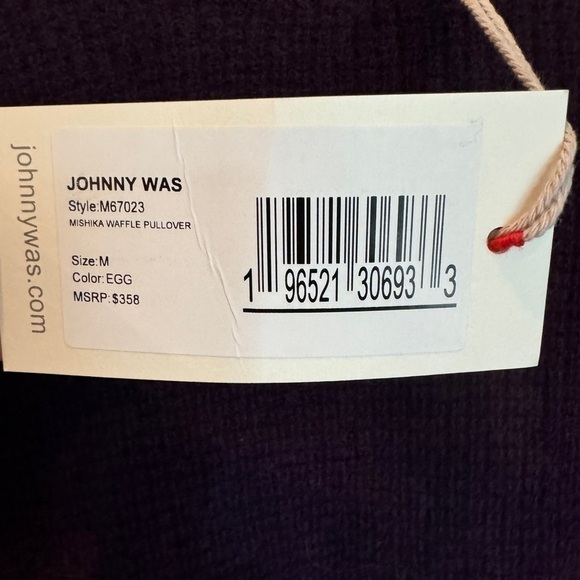 johnnywas.com
JOHNNY WAS
Style:M67023
MISHIKA WAFFLE PULLOVER
Size:M
Color:EGG
MSRP:$358
1 96521 30693 3